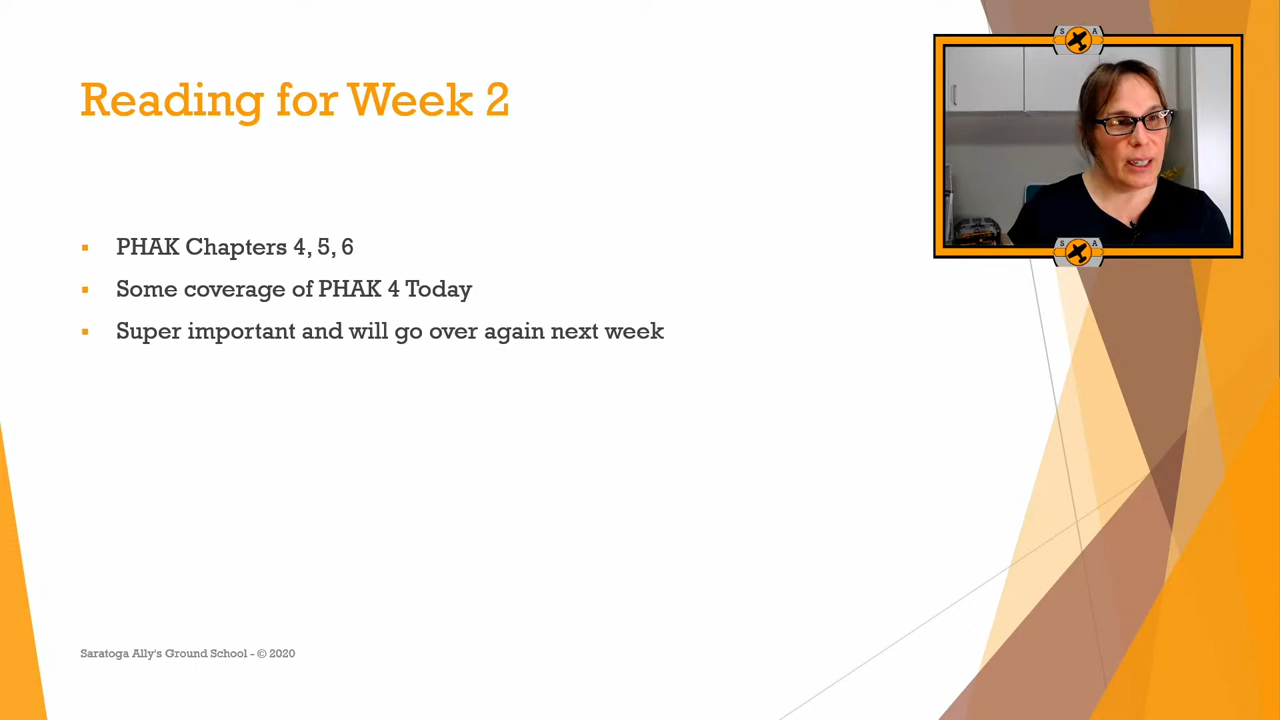 Reading for Week 2
S A
PHAK Chapters 4, 5, 6
Some coverage of PHAK 4 Today
Super important and will go over again next week
S A
Saratoga Ally's Ground School - © 2020